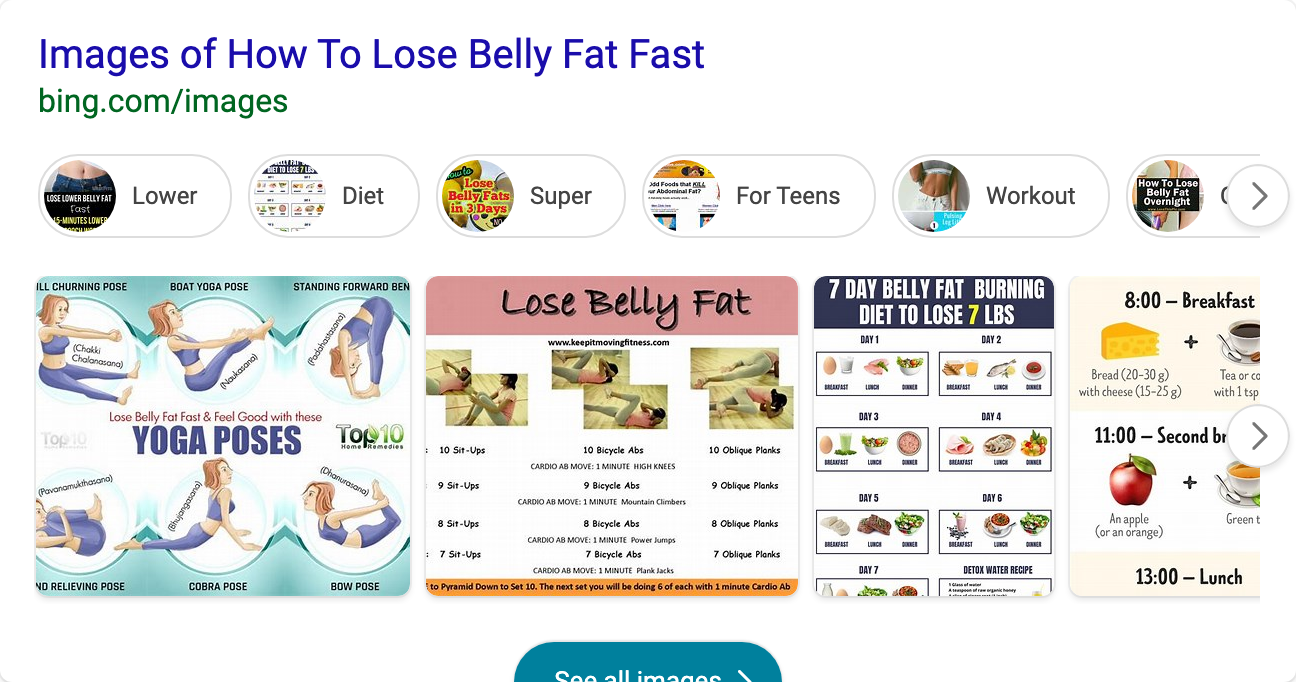 Images of How To Lose Belly Fat Fast
bing.com/images
LOSE LOWER BELLY FAT
Fast
Lower
Diet
How to
Lose
Belly Fats
in 3 Days
Super
dd Foods that KILL
ur Abdominal Fat?
For Teens
Workout
How To Lose
Belly Fat
Overnight
ILL CHURNING POSE
BOAT YOGA POSE
STANDING FORWARD BEN
(Chakki
Chalanasana)
(Naukasana)
(Padahastasana)
Lose Belly Fat Fast & Feel Good with these
YOGA POSES
Top10
Top10
Home Remedies
(Pavanamukthasana)
(Bhujangasana)
(Dhanurasana)
ND RELIEVING POSE
COBRA POSE
BOW POSE
Lose Belly Fat
www.keepitmovingfitness.com
: 10 Sit-Ups 10 Bicycle Abs 10 Oblique Planks
CARDIO AB MOVE: 1 MINUTE HIGH KNEES
9 Sit-Ups 9 Bicycle Abs 9 Oblique Planks
CARDIO AB MOVE: 1 MINUTE Mountain Climbers
8 Sit-Ups 8 Bicycle Abs 8 Oblique Planks
CARDIO AB MOVE: 1 MINUTE Power Jumps
: 7 Sit-Ups 7 Bicycle Abs 7 Oblique Planks
CARDIO AB MOVE: 1 MINUTE Plank Jacks
to Pyramid Down to Set 10. The next set you will be doing 6 of each with 1 minute Cardio Ab
7 DAY BELLY FAT BURNING
DIET TO LOSE 7 LBS
DAY 1 DAY 2
BREAKFAST LUNCH DINNER BREAKFAST LUNCH DINNER
DAY 3 DAY 4
BREAKFAST LUNCH DINNER BREAKFAST LUNCH DINNER
DAY 5 DAY 6
BREAKFAST LUNCH DINNER BREAKFAST LUNCH DINNER
DAY 7 DETOX WATER RECIPE
1 Glass of water
A teaspoon of raw organic honey
8:00 – Breakfast
+
Bread (20–30 g)
with cheese (15–25 g)
Tea or co
with 1 tsp
11:00 – Second br
+
An apple
(or an orange)
Green t
13:00 – Lunch
See all images